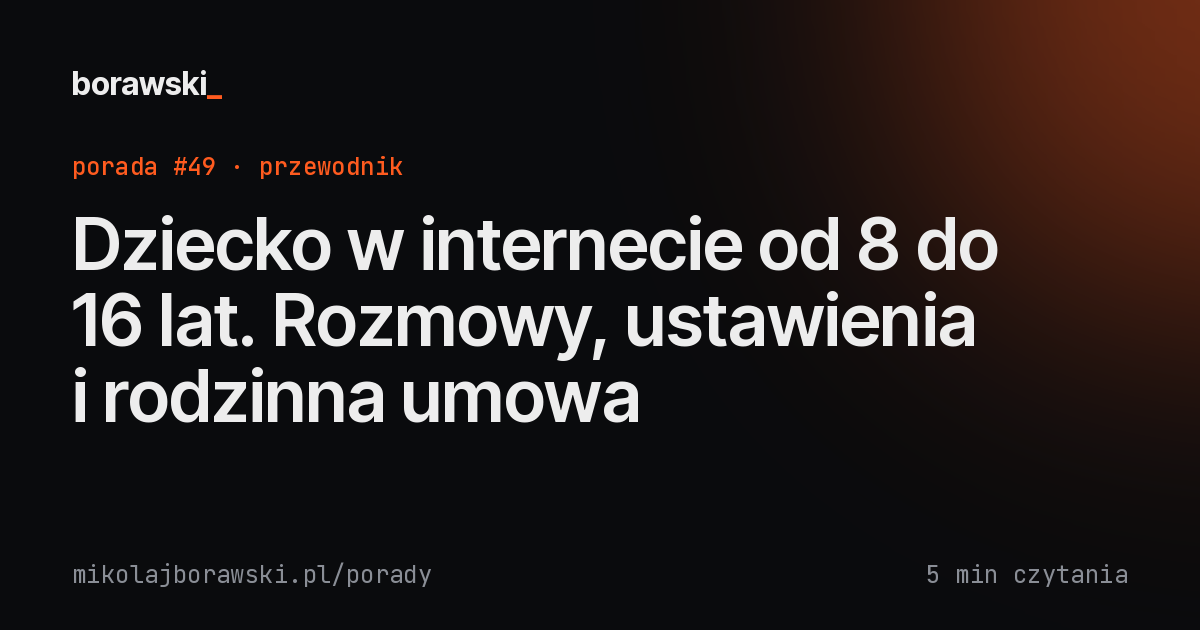 borawski_
porada #49 · przewodnik
Dziecko w internecie od 8 do
16 lat. Rozmowy, ustawienia
i rodzinna umowa
mikolajborawski.pl/porady
5 min czytania